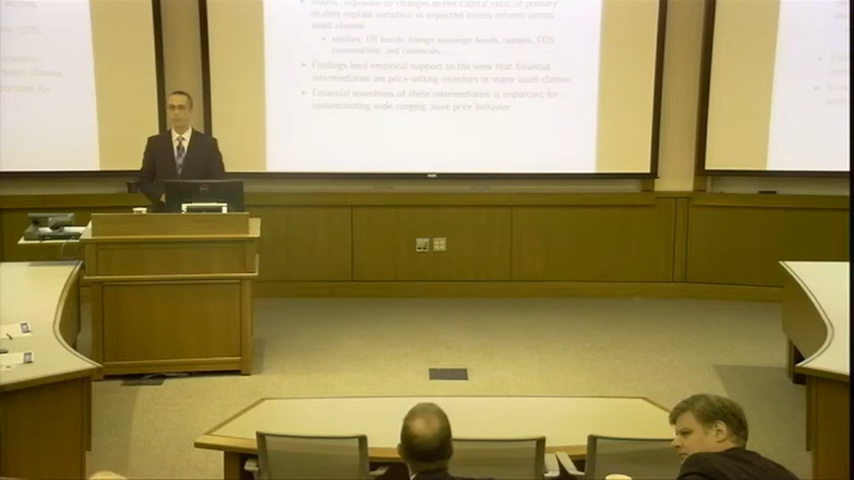 Assess exposure to changes in the capital ratio of primary
dealers explain variation in expected excess returns across
asset classes
equities, US bonds, foreign sovereign bonds, options, CDS,
commodities, and currencies
Findings lend empirical support to the view that financial
intermediaries are price-setting investors in many asset classes
Financial soundness of these intermediaries is important for
understanding wide ranging asset price behavior